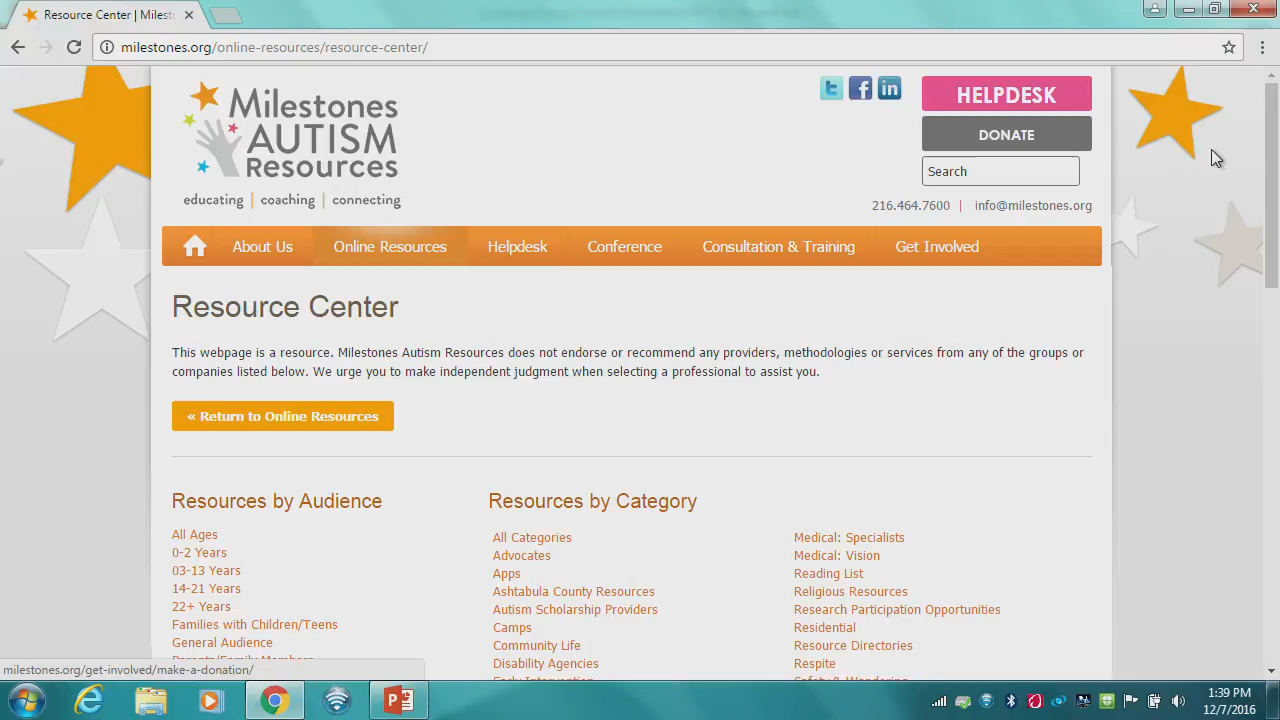 Resource Center | Milest
milestones.org/online-resources/resource-center/
Milestones
AUTISM
Resources
educating | coaching | connecting
HELPDESK
DONATE
Search
216.464.7600 | info@milestones.org
About Us
Online Resources
Helpdesk
Conference
Consultation & Training
Get Involved
Resource Center
This webpage is a resource. Milestones Autism Resources does not endorse or recommend any providers, methodologies or services from any of the groups or
companies listed below. We urge you to make independent judgment when selecting a professional to assist you.
« Return to Online Resources
Resources by Audience
All Ages
0-2 Years
03-13 Years
14-21 Years
22+ Years
Families with Children/Teens
General Audience
Parents/Family Members
Resources by Category
All Categories
Advocates
Apps
Ashtabula County Resources
Autism Scholarship Providers
Camps
Community Life
Disability Agencies
Early Intervention
Medical: Specialists
Medical: Vision
Reading List
Religious Resources
Research Participation Opportunities
Residential
Resource Directories
Respite
Safety & Wandering
milestones.org/get-involved/make-a-donation/
1:39 PM
12/7/2016